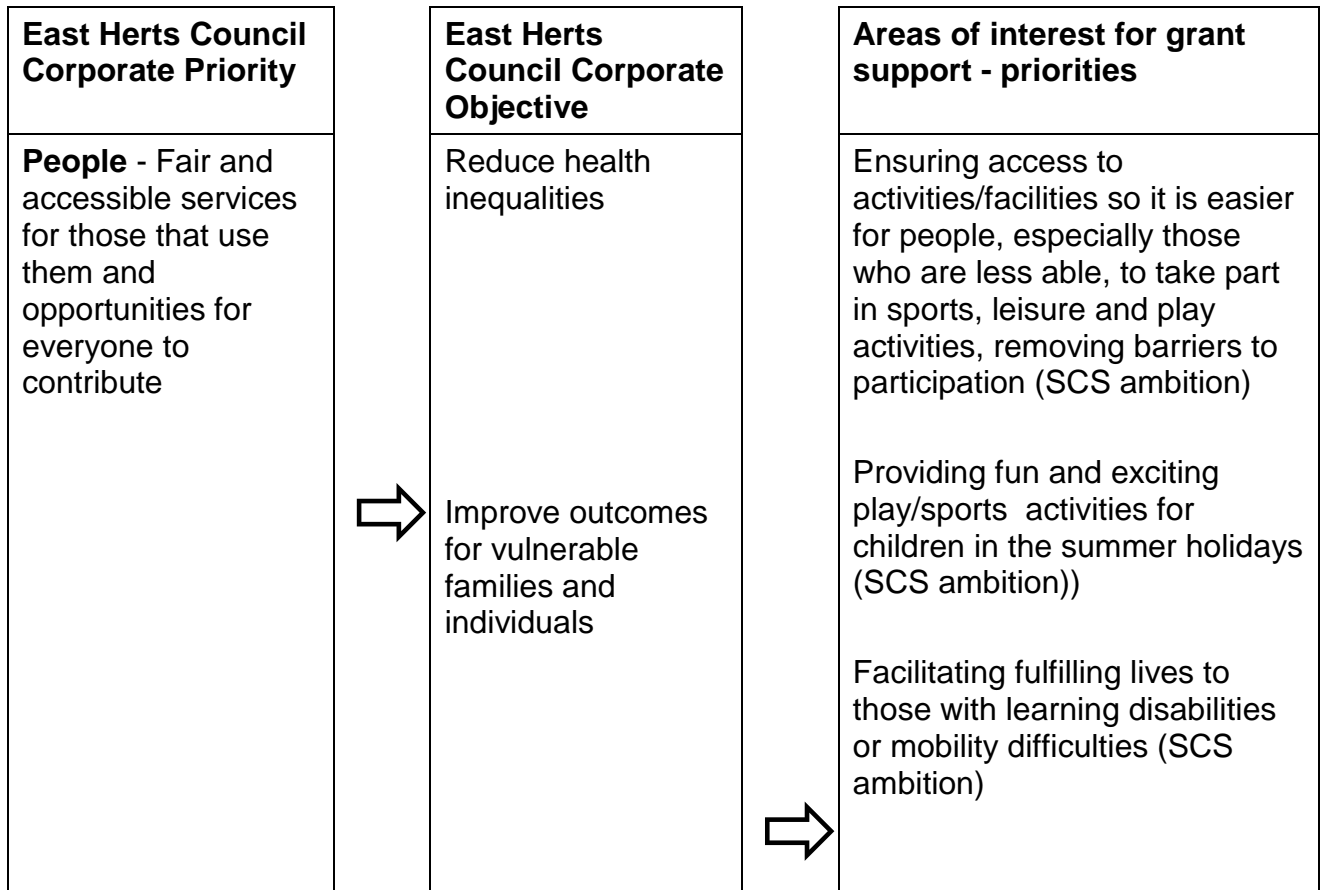 East Herts Council
Corporate Priority
People - Fair and
accessible services
for those that use
them and
opportunities for
everyone to
contribute
East Herts
Council Corporate
Objective
Reduce health
inequalities
Improve outcomes
for vulnerable
families and
individuals
Areas of interest for grant
support - priorities
Ensuring access to
activities/facilities so it is easier
for people, especially those
who are less able, to take part
in sports, leisure and play
activities, removing barriers to
participation (SCS ambition)
Providing fun and exciting
play/sports  activities for
children in the summer holidays
(SCS ambition))
Facilitating fulfilling lives to
those with learning disabilities
or mobility difficulties (SCS
ambition)